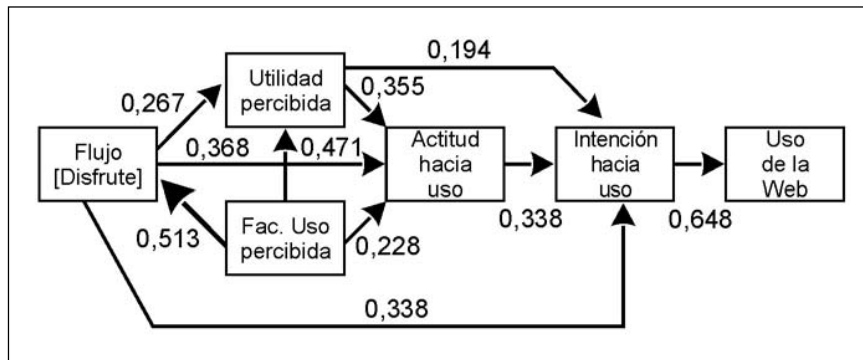 0,194
Utilidad
percibida
0,267
0,355
Flujo
[Disfrute]
0,368
0,471
Actitud
hacia
uso
Intención
hacia
uso
Uso
de la
Web
0,513
Fac. Uso
percibida
0,228
0,338
0,648
0,338